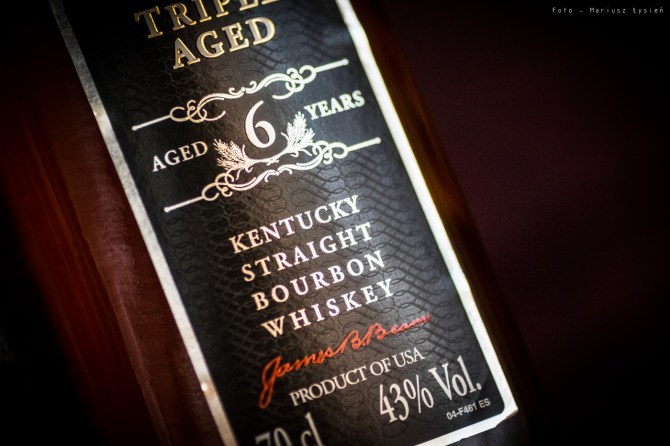 Foto - Mariusz Łysień
TRIPLE
AGED
AGED 6 YEARS
KENTUCKY
STRAIGHT
BOURBON
WHISKEY
James B. Beam
PRODUCT OF USA
70 cl 43% Vol.
04-F461 ES